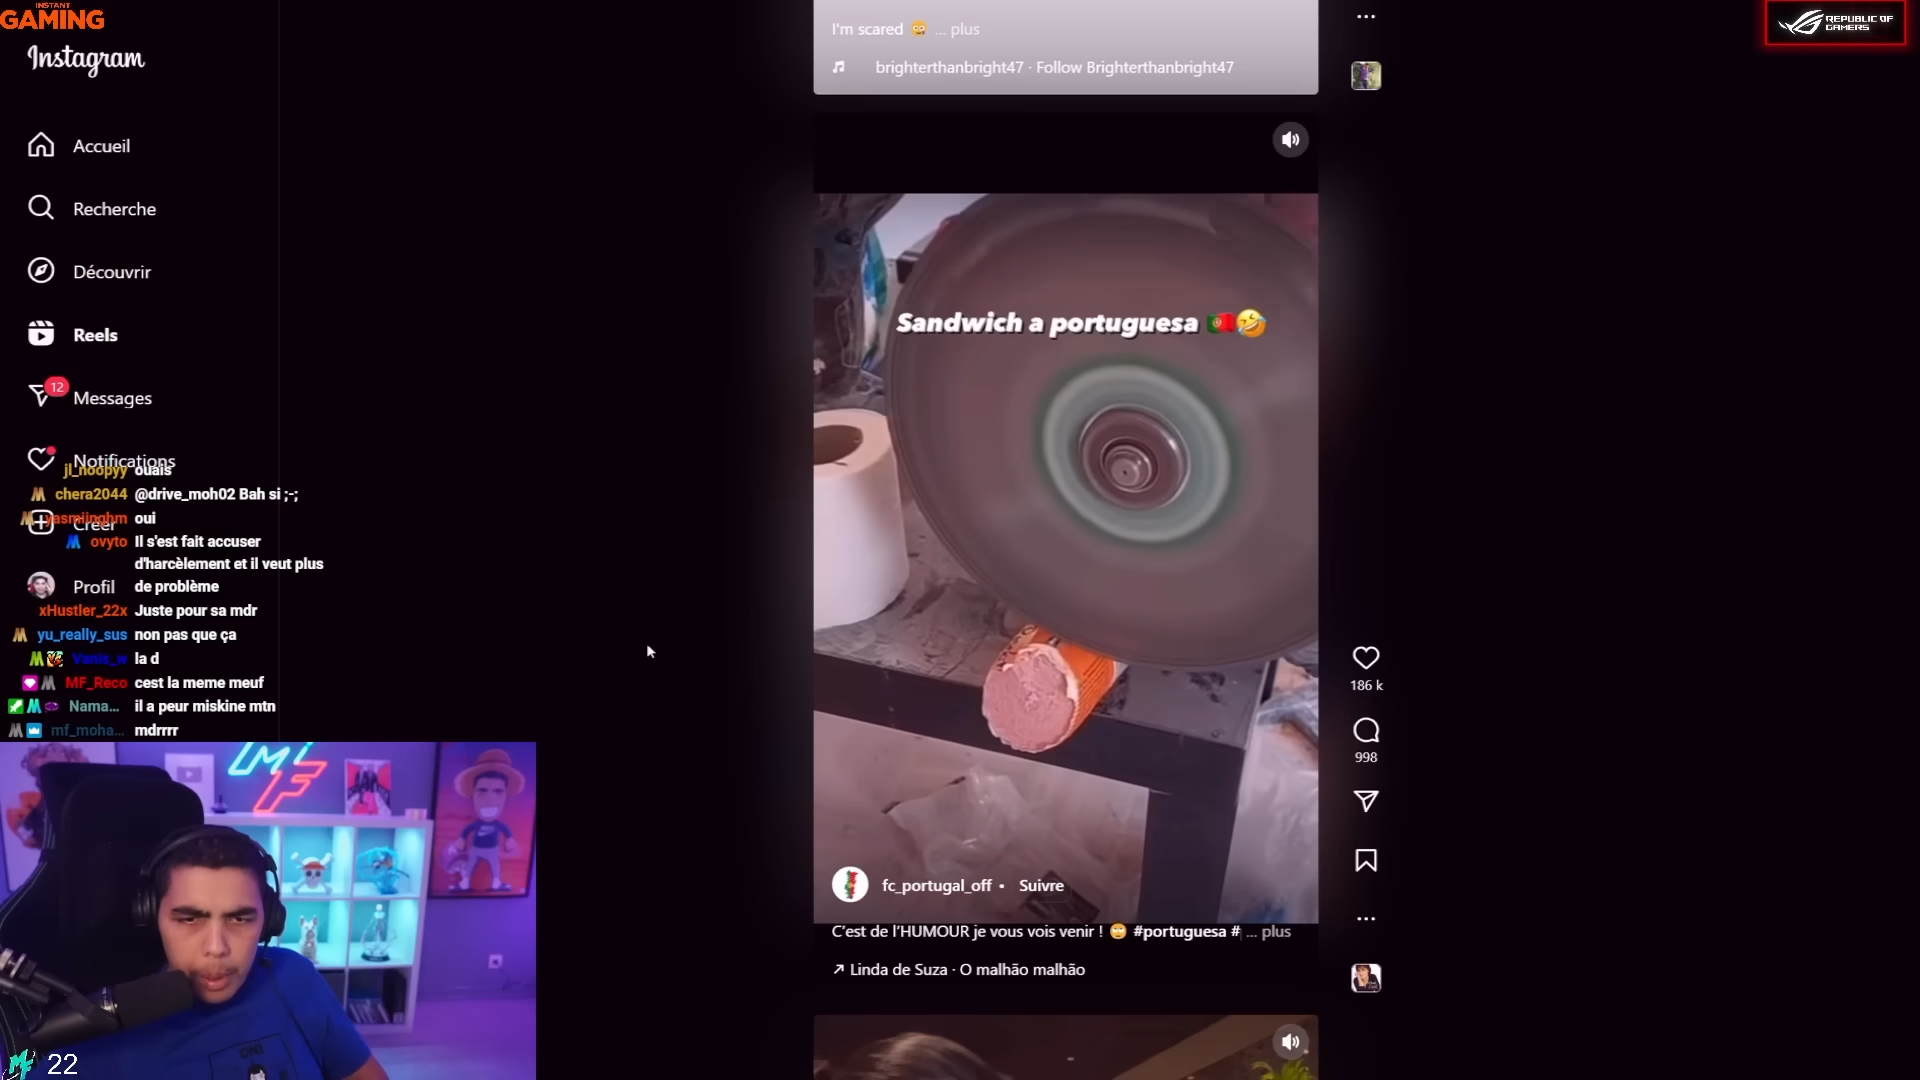 INSTANT
GAMING
Instagram
REPUBLIC OF
GAMERS
I'm scared 😬 ... plus
brighterthanbright47 · Follow Brighterthanbright47
Accueil
Recherche
Découvrir
Reels
12
Messages
Notifications
Créer
Profil
jl_noopyy ouais
chera2044 @drive_moh02 Bah si ;-;
yasmiinghm oui
ovyto Il s'est fait accuser
d'harcèlement et il veut plus
de problème
xHustler_22x Juste pour sa mdr
yu_really_sus non pas que ça
Vanis_w la d
MF_Reco cest la meme meuf
Nama... il a peur miskine mtn
mf_moha... mdrrrr
MF
22
Sandwich a portuguesa 🇵🇹🤣
186 k
998
fc_portugal_off • Suivre
C'est de l'HUMOUR je vous vois venir ! 🙄 #portuguesa # ... plus
Linda de Suza · O malhão malhão